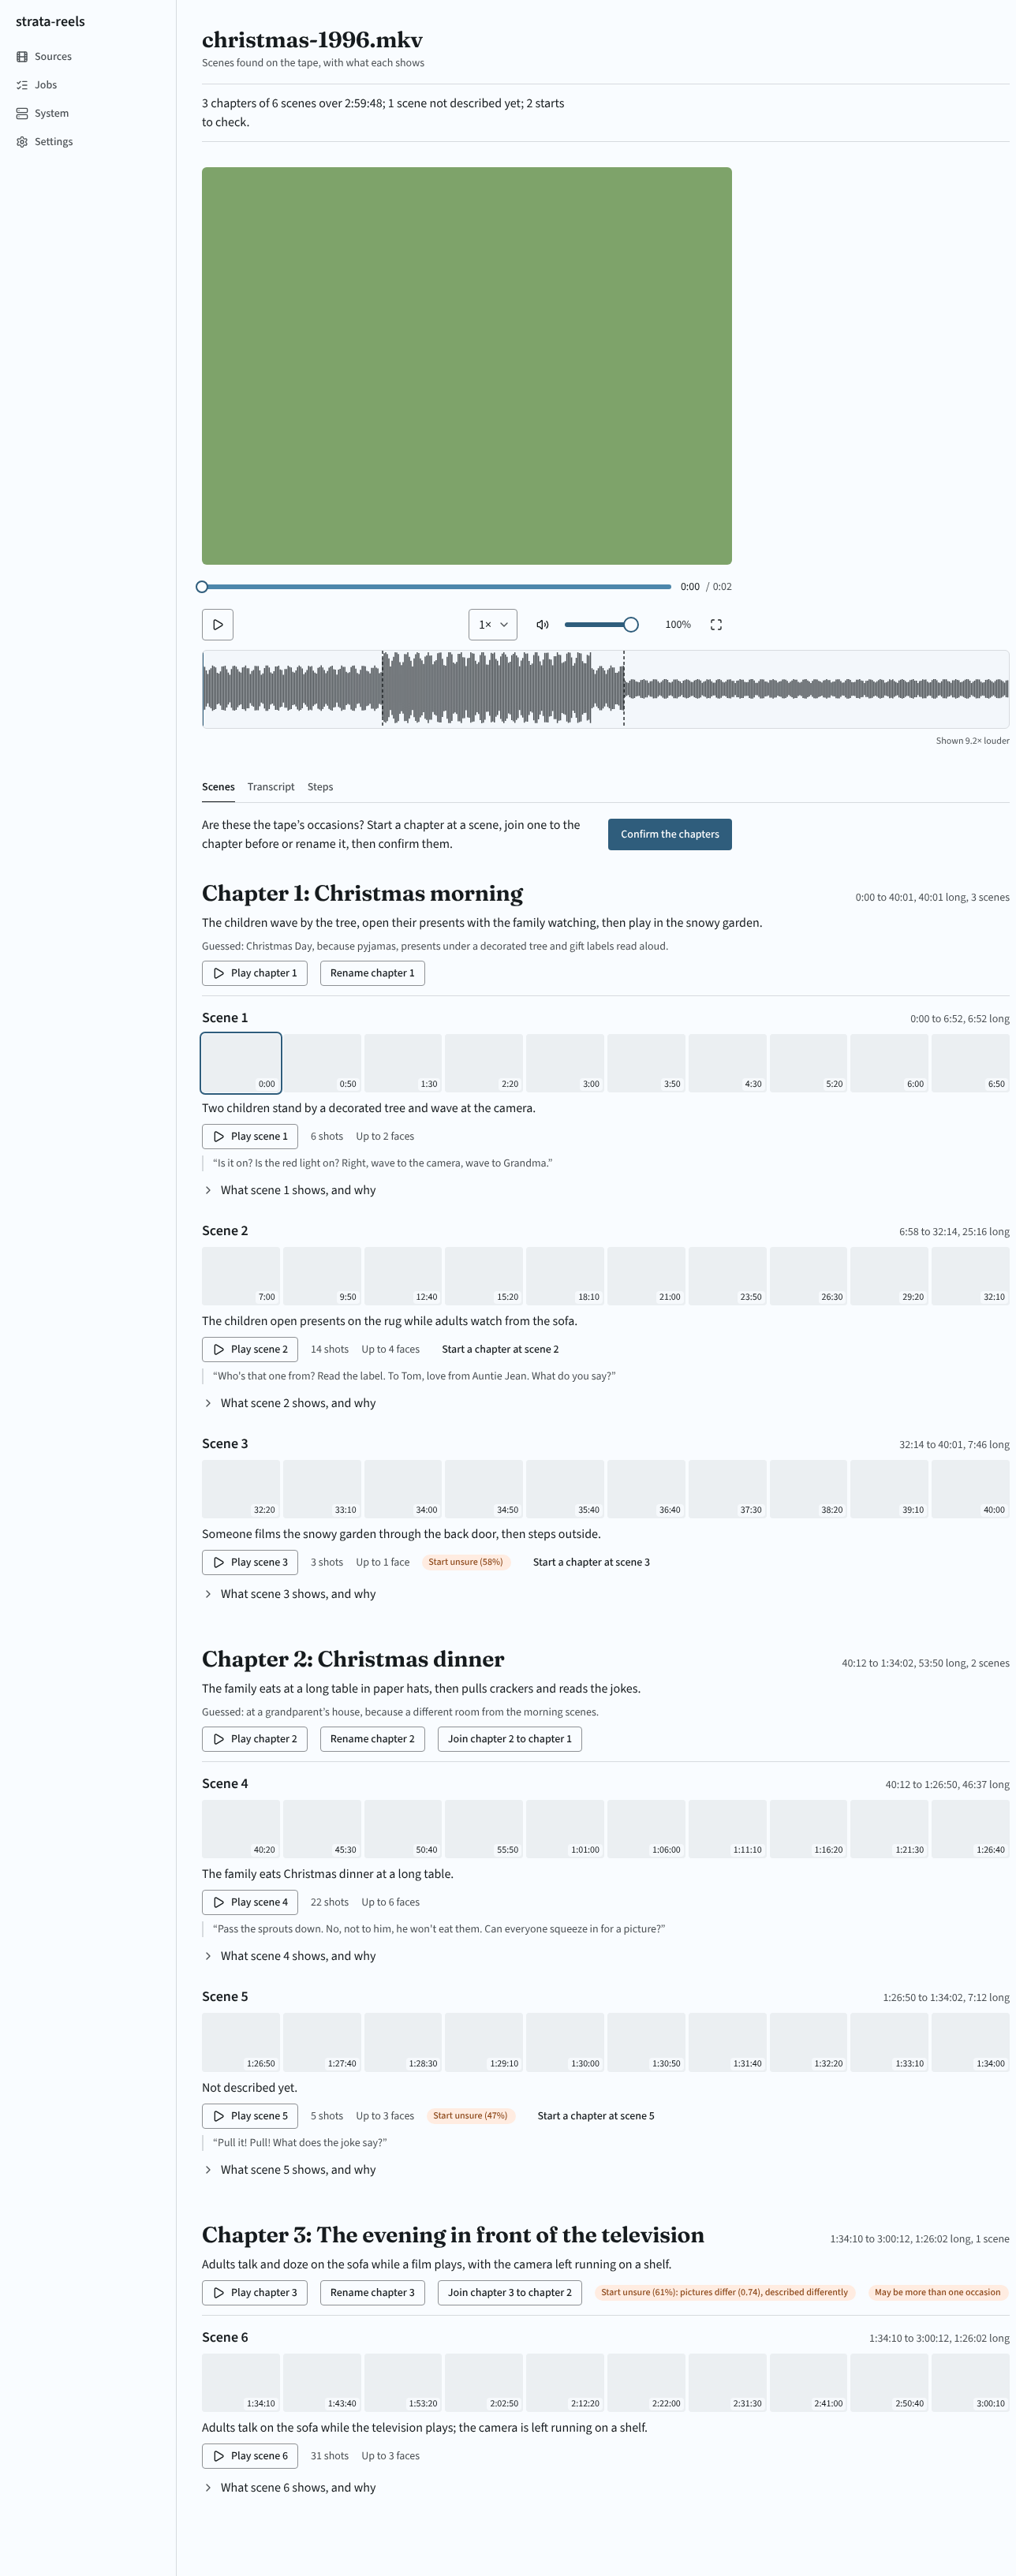 strata-reels
Sources
Jobs
System
Settings
christmas-1996.mkv
Scenes found on the tape, with what each shows
3 chapters of 6 scenes over 2:59:48; 1 scene not described yet; 2 starts
to check.
0:00 / 0:02
1×
100%
Shown 9.2× louder
Scenes Transcript Steps
Are these the tape’s occasions? Start a chapter at a scene, join one to the
chapter before or rename it, then confirm them.
Confirm the chapters
Chapter 1: Christmas morning
0:00 to 40:01, 40:01 long, 3 scenes
The children wave by the tree, open their presents with the family watching, then play in the snowy garden.
Guessed: Christmas Day, because pyjamas, presents under a decorated tree and gift labels read aloud.
Play chapter 1 Rename chapter 1
Scene 1
0:00 to 6:52, 6:52 long
0:00 0:50 1:30 2:20 3:00 3:50 4:30 5:20 6:00 6:50
Two children stand by a decorated tree and wave at the camera.
Play scene 1 6 shots Up to 2 faces
“Is it on? Is the red light on? Right, wave to the camera, wave to Grandma.”
What scene 1 shows, and why
Scene 2
6:58 to 32:14, 25:16 long
7:00 9:50 12:40 15:20 18:10 21:00 23:50 26:30 29:20 32:10
The children open presents on the rug while adults watch from the sofa.
Play scene 2 14 shots Up to 4 faces Start a chapter at scene 2
“Who's that one from? Read the label. To Tom, love from Auntie Jean. What do you say?”
What scene 2 shows, and why
Scene 3
32:14 to 40:01, 7:46 long
32:20 33:10 34:00 34:50 35:40 36:40 37:30 38:20 39:10 40:00
Someone films the snowy garden through the back door, then steps outside.
Play scene 3 3 shots Up to 1 face Start unsure (58%) Start a chapter at scene 3
What scene 3 shows, and why
Chapter 2: Christmas dinner
40:12 to 1:34:02, 53:50 long, 2 scenes
The family eats at a long table in paper hats, then pulls crackers and reads the jokes.
Guessed: at a grandparent’s house, because a different room from the morning scenes.
Play chapter 2 Rename chapter 2 Join chapter 2 to chapter 1
Scene 4
40:12 to 1:26:50, 46:37 long
40:20 45:30 50:40 55:50 1:01:00 1:06:00 1:11:10 1:16:20 1:21:30 1:26:40
The family eats Christmas dinner at a long table.
Play scene 4 22 shots Up to 6 faces
“Pass the sprouts down. No, not to him, he won't eat them. Can everyone squeeze in for a picture?”
What scene 4 shows, and why
Scene 5
1:26:50 to 1:34:02, 7:12 long
1:26:50 1:27:40 1:28:30 1:29:10 1:30:00 1:30:50 1:31:40 1:32:20 1:33:10 1:34:00
Not described yet.
Play scene 5 5 shots Up to 3 faces Start unsure (47%) Start a chapter at scene 5
“Pull it! Pull! What does the joke say?”
What scene 5 shows, and why
Chapter 3: The evening in front of the television
1:34:10 to 3:00:12, 1:26:02 long, 1 scene
Adults talk and doze on the sofa while a film plays, with the camera left running on a shelf.
Play chapter 3 Rename chapter 3 Join chapter 3 to chapter 2 Start unsure (61%): pictures differ (0.74), described differently May be more than one occasion
Scene 6
1:34:10 to 3:00:12, 1:26:02 long
1:34:10 1:43:40 1:53:20 2:02:50 2:12:20 2:22:00 2:31:30 2:41:00 2:50:40 3:00:10
Adults talk on the sofa while the television plays; the camera is left running on a shelf.
Play scene 6 31 shots Up to 3 faces
What scene 6 shows, and why